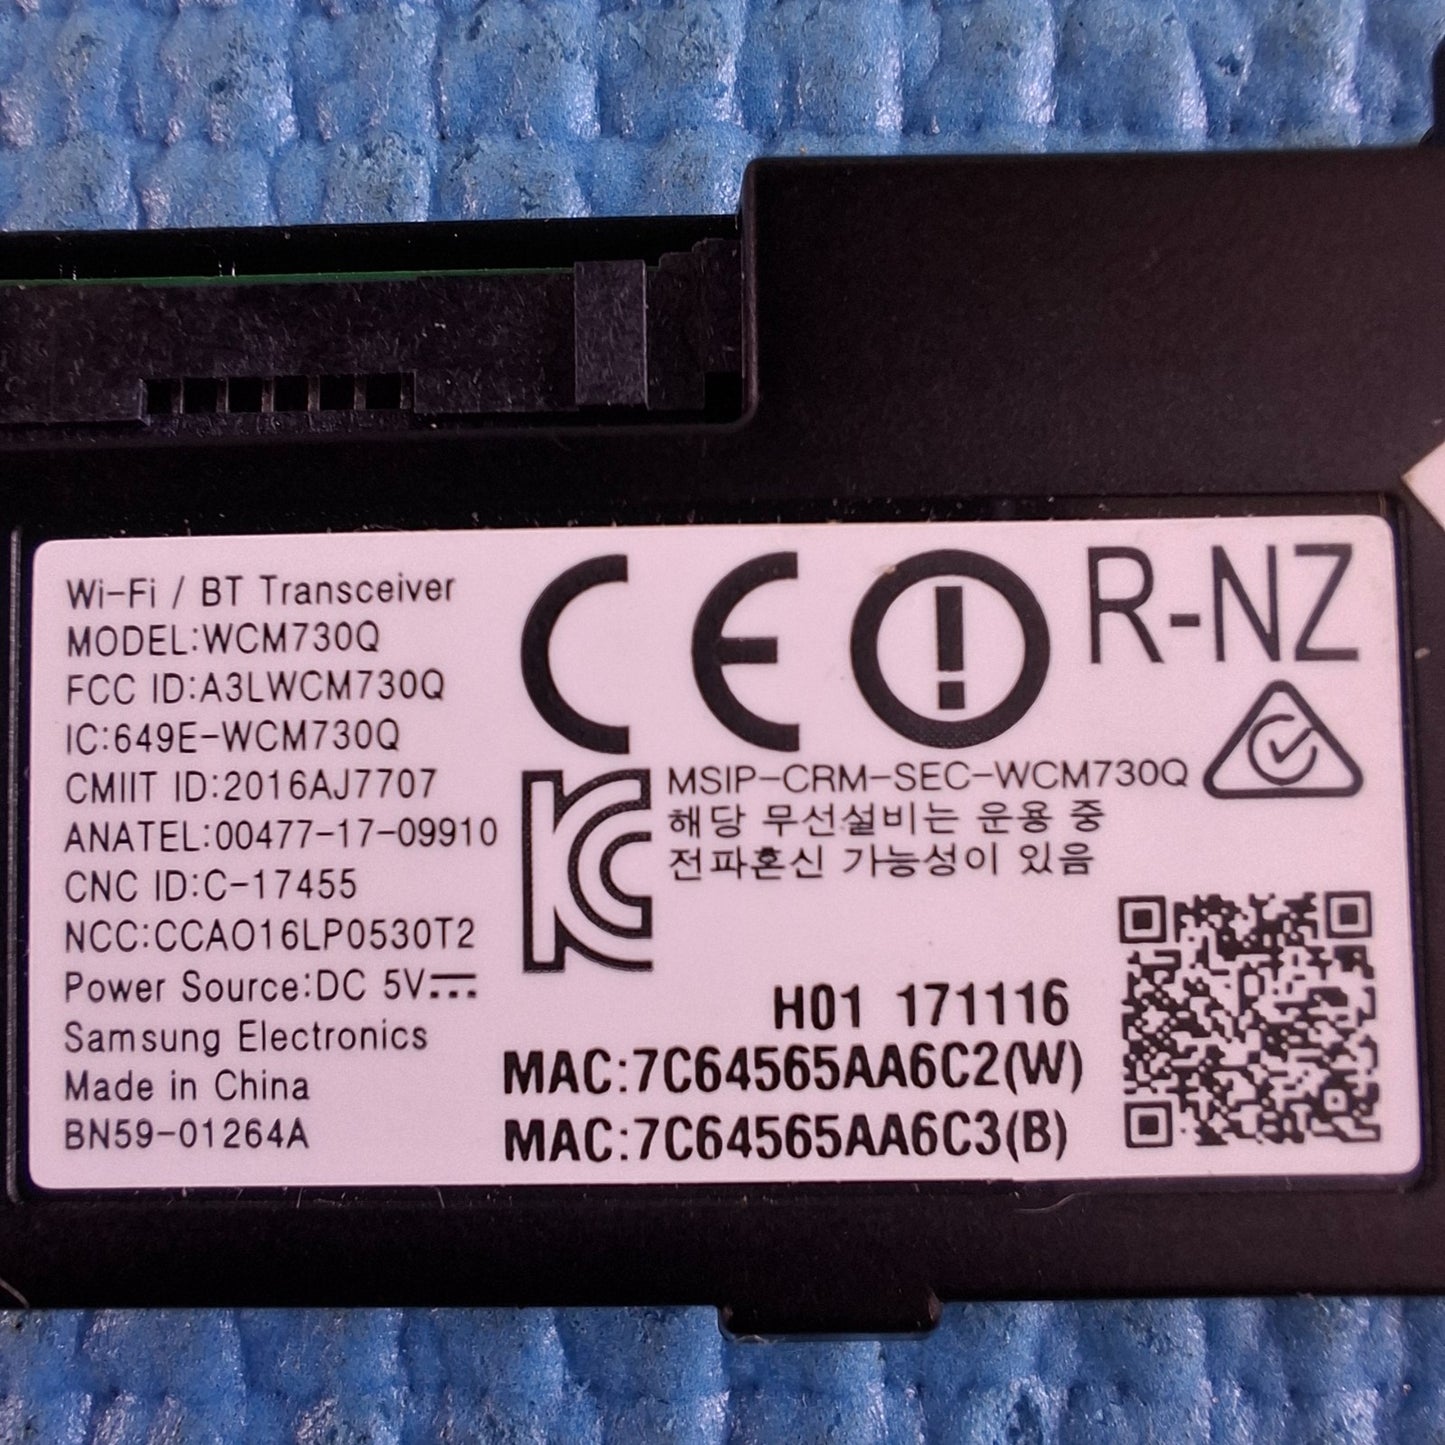 Wi-Fi / BT Transceiver
MODEL:WCM730Q
FCC ID:A3LWCM730Q
IC:649E-WCM730Q
CMIIT ID:2016AJ7707
ANATEL:00477-17-09910
CNC ID:C-17455
NCC:CCAO16LP0530T2
Power Source:DC 5V
Samsung Electronics
Made in China
BN59-01264A
CE
R-NZ
KC
MSIP-CRM-SEC-WCM730Q
해당 무선설비는 운용 중
전파혼신 가능성이 있음
H01 171116
MAC:7C64565AA6C2(W)
MAC:7C64565AA6C3(B)